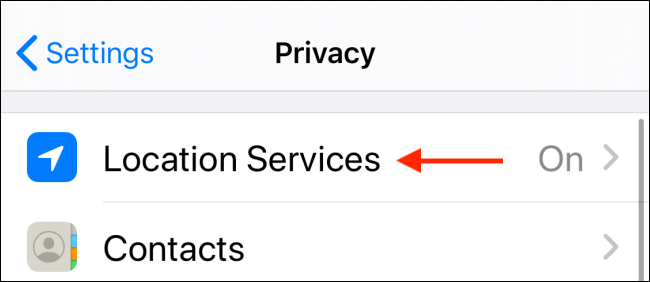 Settings Privacy
Location Services On
Contacts